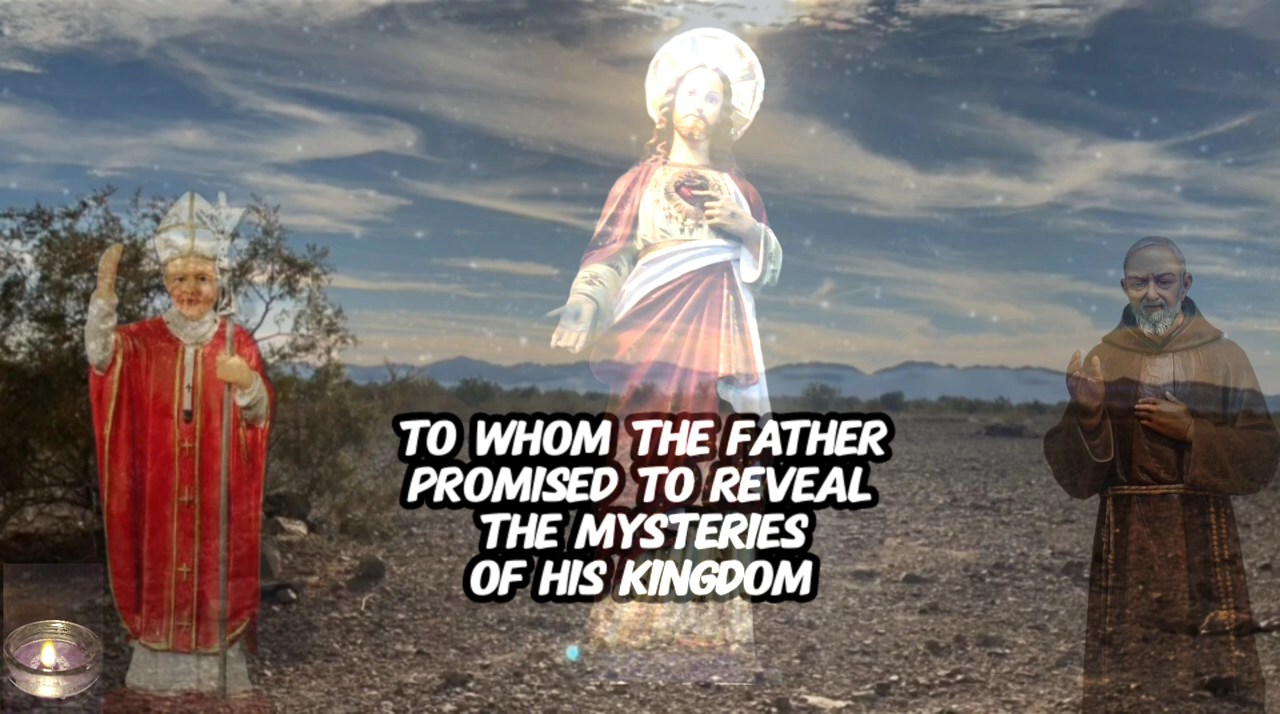 TO WHOM THE FATHER
PROMISED TO REVEAL
THE MYSTERIES
OF HIS KINGDOM